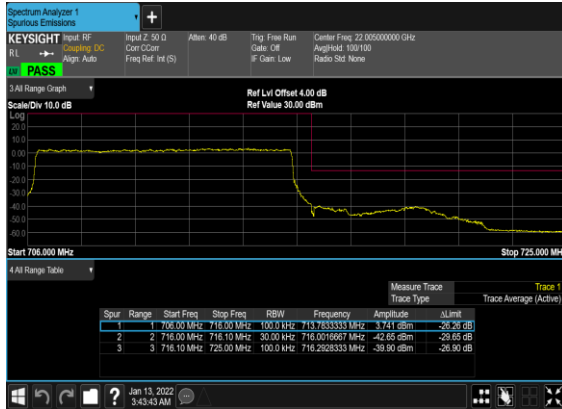 Spectrum Analyzer 1
Spurious Emissions
+
KEYSIGHT Input: RF Input Z: 50 Ω Atten: 40 dB Trig: Free Run Center Freq: 22.005000000 GHz
RL Coupling: DC Corr CCorr Gate: Off Avg|Hold: 100/100
Align: Auto Freq Ref: Int (S) IF Gain: Low Radio Std: None
PASS
3 All Range Graph
Ref Lvl Offset 4.00 dB
Scale/Div 10.0 dB Ref Value 30.00 dBm
Log
20.0
10.0
0.00
-10.0
-20.0
-30.0
-40.0
-50.0
-60.0
Start 706.000 MHz Stop 725.000 MH
4 All Range Table
Measure Trace Trace 1
Trace Type Trace Average (Active)
Spur Range Start Freq Stop Freq RBW Frequency Amplitude ΔLimit
1 1 706.00 MHz 716.00 MHz 100.0 kHz 713.7833333 MHz 3.741 dBm -26.26 dB
2 2 716.00 MHz 716.10 MHz 30.00 kHz 716.0016667 MHz -42.65 dBm -29.65 dB
3 3 716.10 MHz 725.00 MHz 100.0 kHz 716.2928333 MHz -39.90 dBm -26.90 dB
? Jan 13, 2022
3:43:43 AM